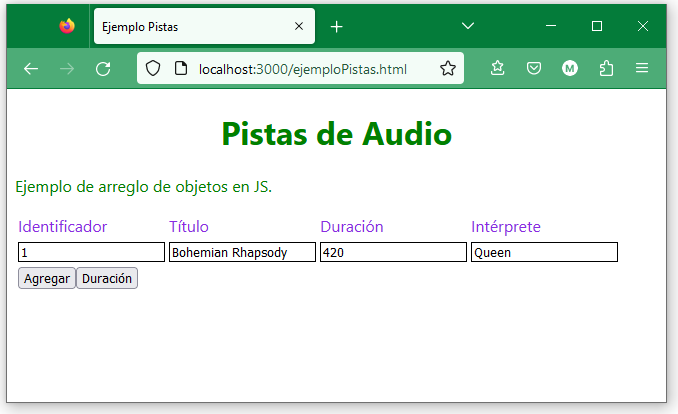 Ejemplo Pistas
localhost:3000/ejemploPistas.html
M
Pistas de Audio
Ejemplo de arreglo de objetos en JS.
Identificador Título Duración Intérprete
1 Bohemian Rhapsody 420 Queen
Agregar Duración